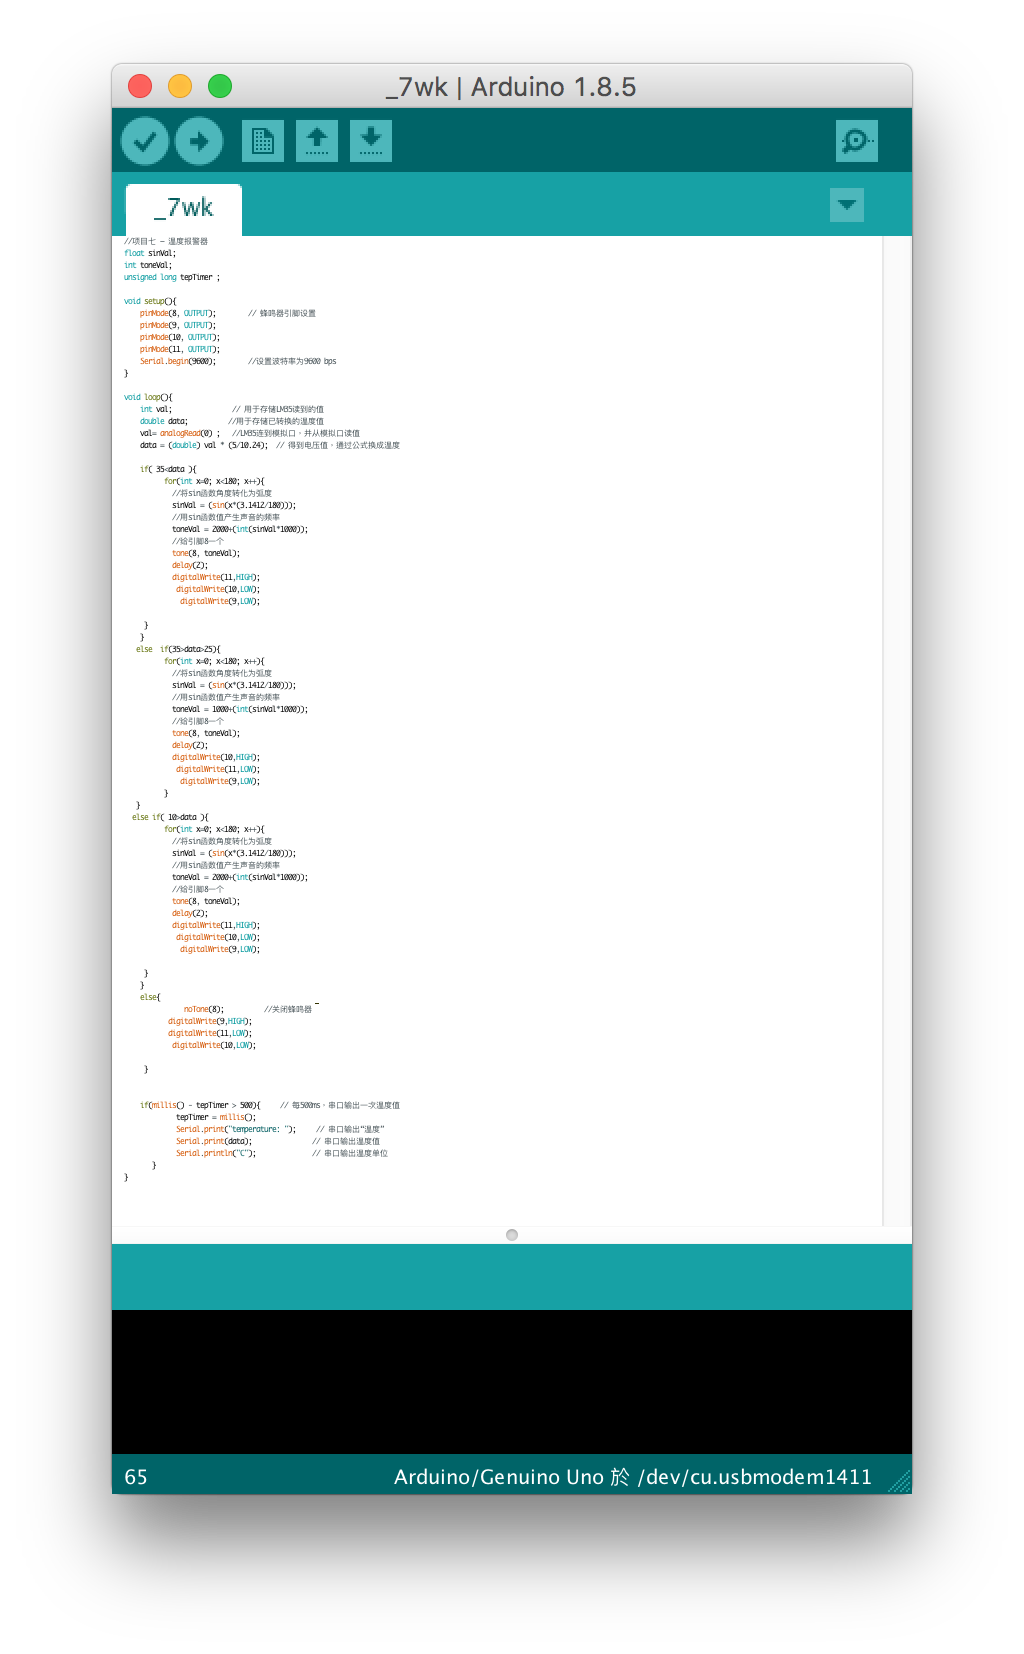 _7wk | Arduino 1.8.5
_7wk
//项目七 - 温度报警器
float sinVal;
int toneVal;
unsigned long tepTimer ;
void setup(){
pinMode(8, OUTPUT); // 蜂鸣器引脚设置
pinMode(9, OUTPUT);
pinMode(10, OUTPUT);
pinMode(11, OUTPUT);
Serial.begin(9600); //设置波特率为9600 bps
}
void loop(){
int val; // 用于存储LM35读到的值
double data; //用于存储已转换的温度值
val= analogRead(0) ; //LM35连到模拟口，并从模拟口读值
data = (double) val * (5/10.24); // 得到电压值，通过公式换成温度
if( 35<data ){
for(int x=0; x<180; x++){
//将sin函数角度转化为弧度
sinVal = (sin(x*(3.1412/180)));
//用sin函数值产生声音的频率
toneVal = 2000+(int(sinVal*1000));
//给引脚8一个
tone(8, toneVal);
delay(2);
digitalWrite(11,HIGH);
digitalWrite(10,LOW);
digitalWrite(9,LOW);
}
}
else if(35>data>25){
for(int x=0; x<180; x++){
//将sin函数角度转化为弧度
sinVal = (sin(x*(3.1412/180)));
//用sin函数值产生声音的频率
toneVal = 1000+(int(sinVal*1000));
//给引脚8一个
tone(8, toneVal);
delay(2);
digitalWrite(10,HIGH);
digitalWrite(11,LOW);
digitalWrite(9,LOW);
}
}
else if( 10>data ){
for(int x=0; x<180; x++){
//将sin函数角度转化为弧度
sinVal = (sin(x*(3.1412/180)));
//用sin函数值产生声音的频率
toneVal = 2000+(int(sinVal*1000));
//给引脚8一个
tone(8, toneVal);
delay(2);
digitalWrite(11,HIGH);
digitalWrite(10,LOW);
digitalWrite(9,LOW);
}
}
else{
noTone(8); //关闭蜂鸣器
digitalWrite(9,HIGH);
digitalWrite(11,LOW);
digitalWrite(10,LOW);
}
if(millis() - tepTimer > 500){ // 每500ms，串口输出一次温度值
tepTimer = millis();
Serial.print("temperature: "); // 串口输出“温度”
Serial.print(data); // 串口输出温度值
Serial.println("C"); // 串口输出温度单位
}
}
65
Arduino/Genuino Uno 於 /dev/cu.usbmodem1411